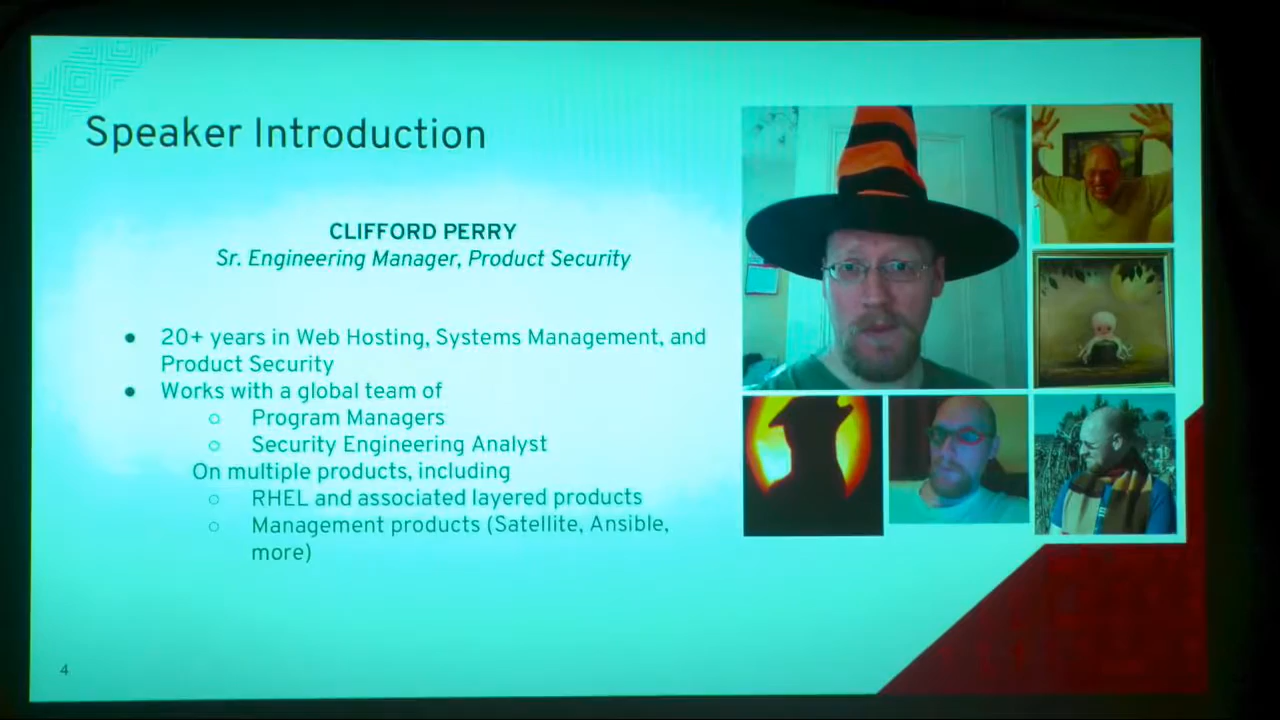 Speaker Introduction
CLIFFORD PERRY
Sr. Engineering Manager, Product Security
● 20+ years in Web Hosting, Systems Management, and
Product Security
● Works with a global team of
○ Program Managers
○ Security Engineering Analyst
On multiple products, including
○ RHEL and associated layered products
○ Management products (Satellite, Ansible,
more)
4